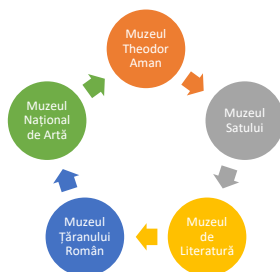 Muzeul
Theodor
Aman
Muzeul
Satului
Muzeul
de
Literatură
Muzeul
Țăranului
Român
Muzeul
Național
de Artă